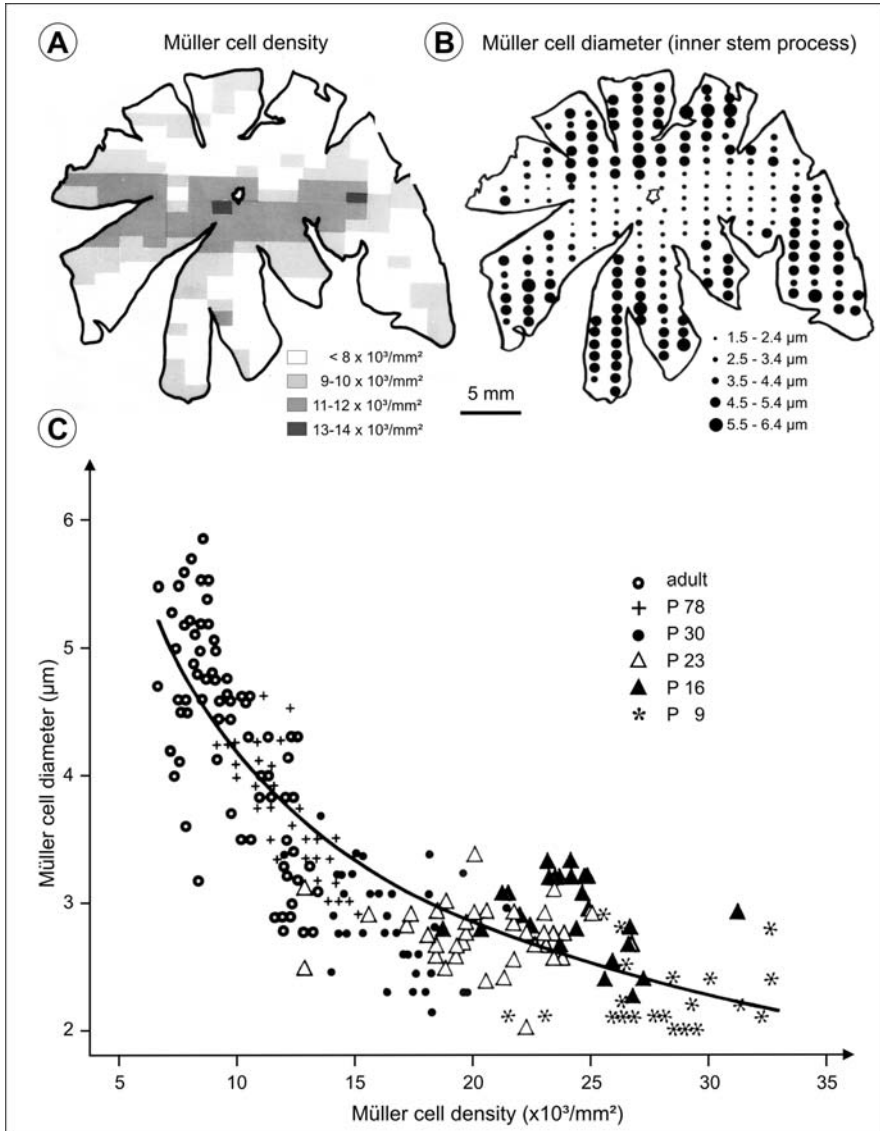 A
Müller cell density
B
Müller cell diameter (inner stem process)
< 8 x 10³/mm²
9-10 x 10³/mm²
11-12 x 10³/mm²
13-14 x 10³/mm²
5 mm
1.5 - 2.4 µm
2.5 - 3.4 µm
3.5 - 4.4 µm
4.5 - 5.4 µm
5.5 - 6.4 µm
C
Müller cell diameter (µm)
6
5
4
3
2
adult
P 78
P 30
P 23
P 16
P 9
5
10
15
20
25
30
35
Müller cell density (x10³/mm²)